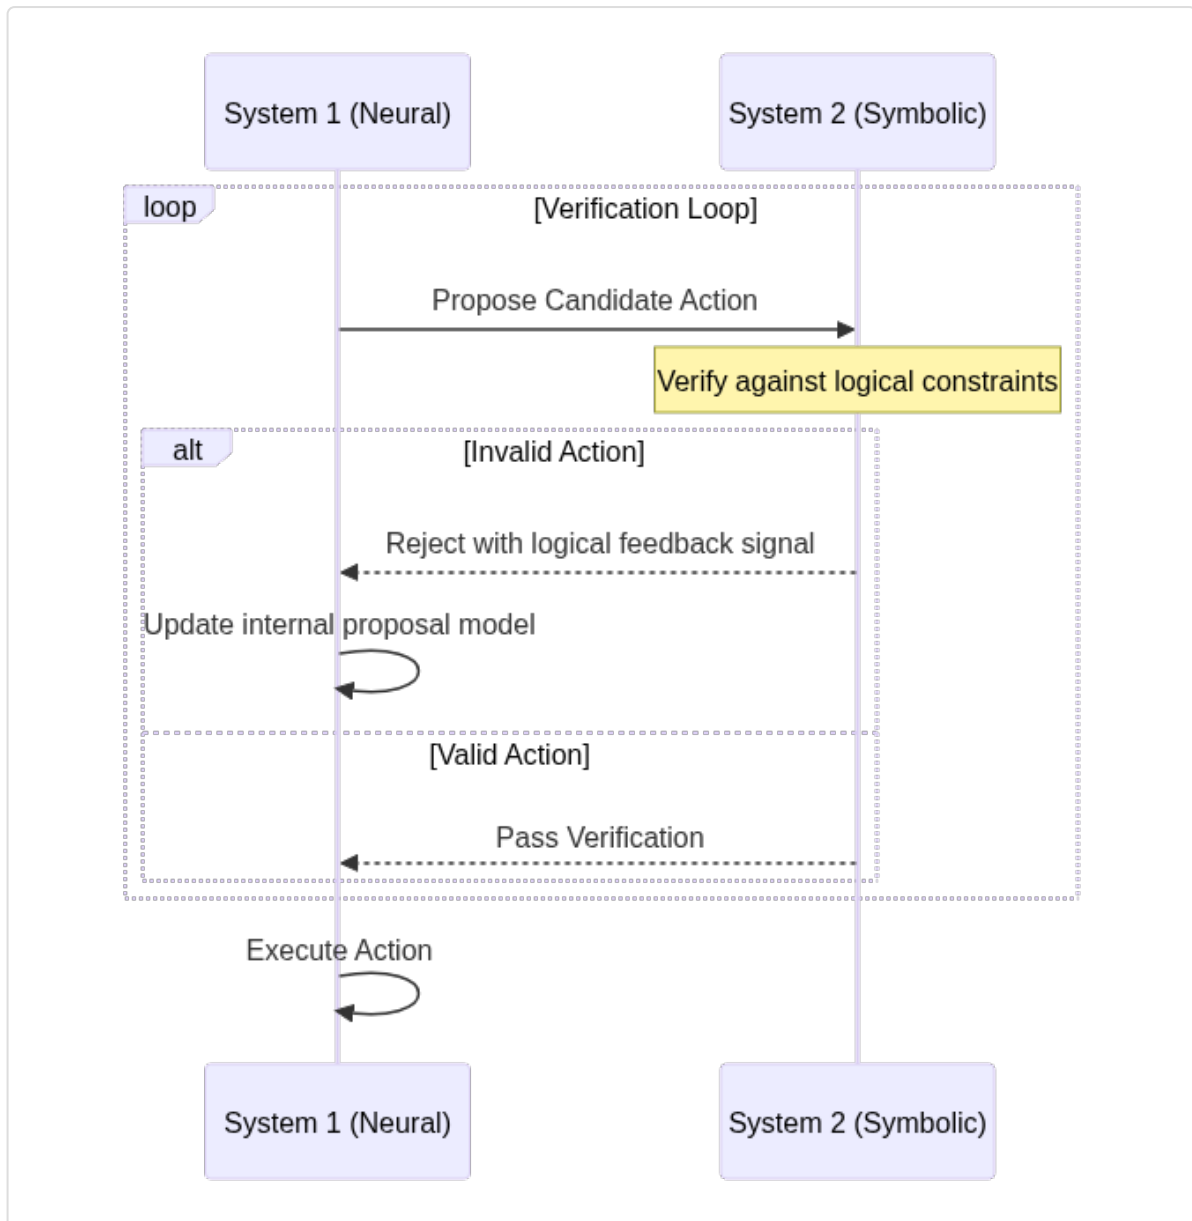 System 1 (Neural)
System 2 (Symbolic)
loop
[Verification Loop]
Propose Candidate Action
Verify against logical constraints
alt
[Invalid Action]
Reject with logical feedback signal
Update internal proposal model
[Valid Action]
Pass Verification
Execute Action
System 1 (Neural)
System 2 (Symbolic)